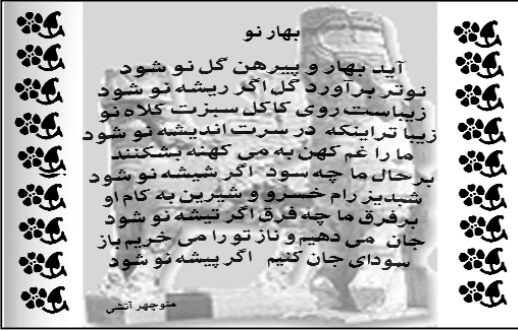 بهار نو
آید بهار و پیرهن گل نو شود
نوتر برآورد گل اگر ریشه نو شود
زیباست روی کاکل سبزت کلاه نو
زیبا تراینکه در سرت اندیشه نو شود
ما را غم کهن به می کهنه بشکنند
برحال ما چه سود اگر شیشه نو شود
شبدیز رام خسرو و شیرین به کام او
برفرق ما چه فرق اگر تیشه نو شود
جان می دهیم و ناز تو را می خریم باز
سودای جان کنیم اگر پیشه نو شود
منوچهر آتشی